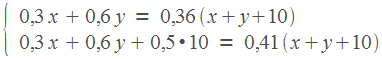 0,3 x + 0,6 y = 0,36 (x + y + 10)
0,3 x + 0,6 y + 0,5 • 10 = 0,41 (x + y + 10)